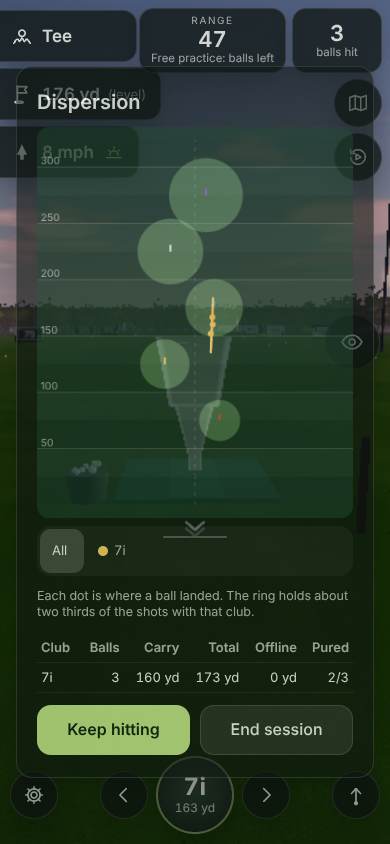 Tee
RANGE
47
Free practice: balls left
3
balls hit
176 yd (level)
Dispersion
8 mph
300
250
200
150
100
50
All
7i
Each dot is where a ball landed. The ring holds about
two thirds of the shots with that club.
Club Balls Carry Total Offline Pured
7i 3 160 yd 173 yd 0 yd 2/3
Keep hitting
End session
7i
163 yd